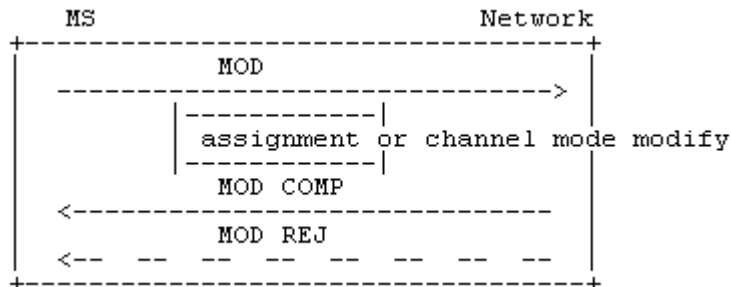 MS Network
MOD
assignment or channel mode modify
MOD COMP
MOD REJ